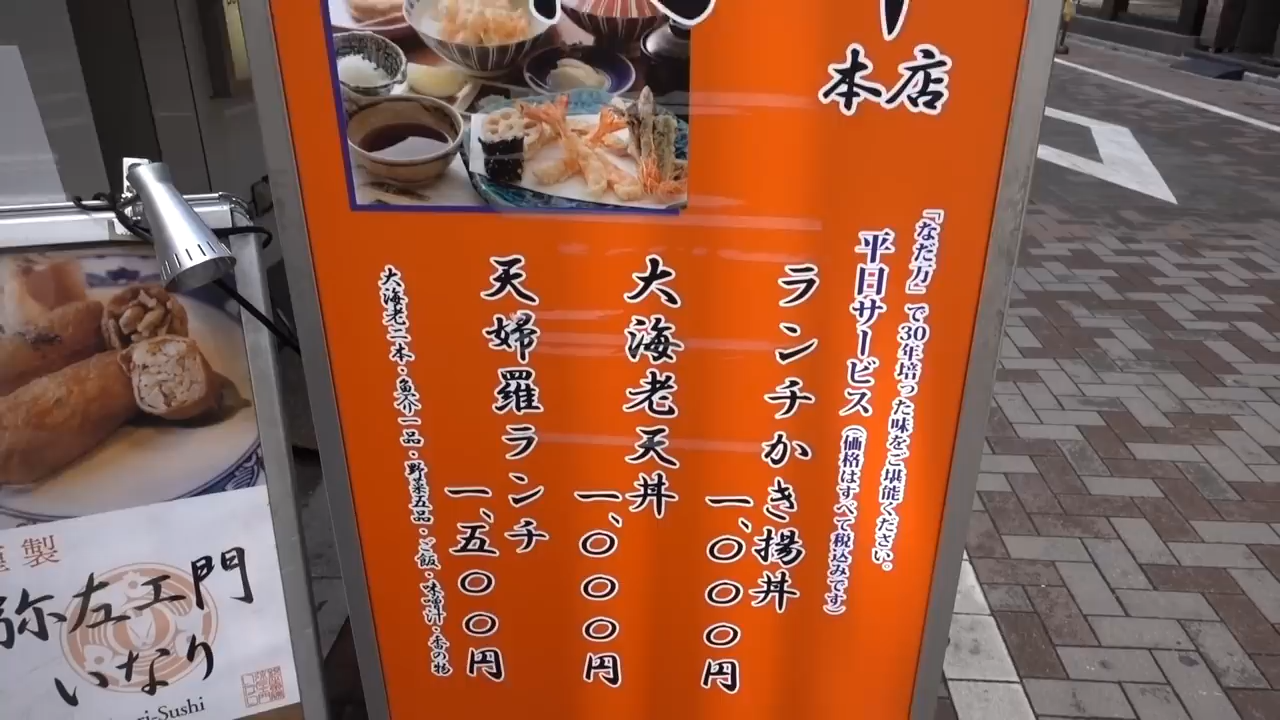 本店
「なだ万」で30年培った味をご堪能ください。
平日サービス（価格はすべて税込みです）
ランチかき揚丼
一、〇〇〇円
大海老天丼
一、〇〇〇円
天婦羅ランチ
一、五〇〇円
大海老二本・魚介一品・野菜五品・ご飯・味噌汁・香の物
製
弥左エ門
いなり
ri-Sushi